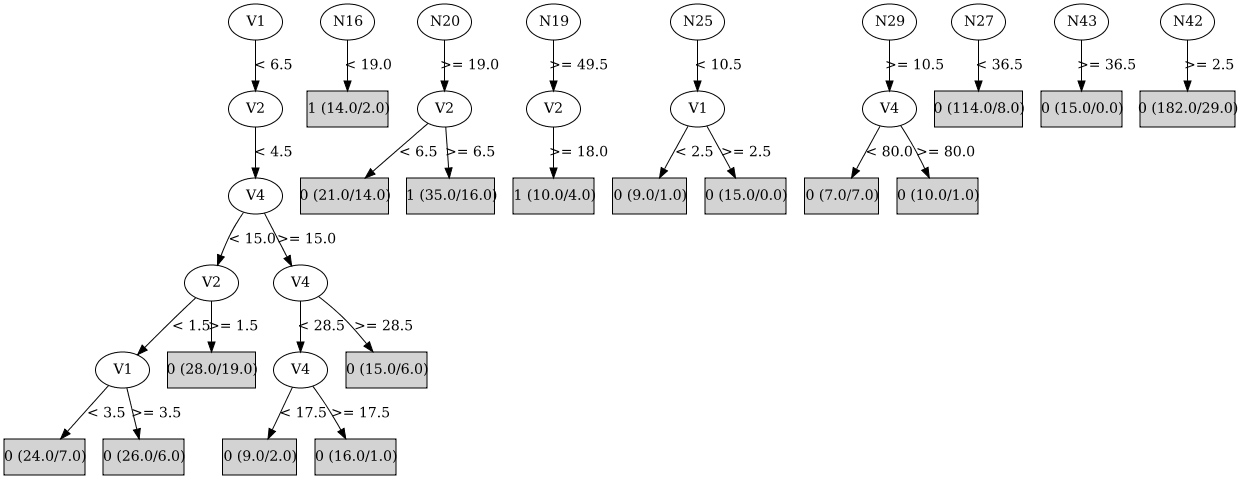 V1 N16 N20 N19 N25 N29 N27 N43 N42
< 6.5 < 19.0 >= 19.0 >= 49.5 < 10.5 >= 10.5 < 36.5 >= 36.5 >= 2.5
V2 1 (14.0/2.0) V2 V2 V1 V4 0 (114.0/8.0) 0 (15.0/0.0) 0 (182.0/29.0)
< 4.5 < 6.5 >= 6.5 >= 18.0 < 2.5 >= 2.5 < 80.0 >= 80.0
V4 0 (21.0/14.0) 1 (35.0/16.0) 1 (10.0/4.0) 0 (9.0/1.0) 0 (15.0/0.0) 0 (7.0/7.0) 0 (10.0/1.0)
< 15.0 >= 15.0
V2 V4
< 1.5 >= 1.5 < 28.5 >= 28.5
V1 0 (28.0/19.0) V4 0 (15.0/6.0)
< 3.5 >= 3.5 < 17.5 >= 17.5
0 (24.0/7.0) 0 (26.0/6.0) 0 (9.0/2.0) 0 (16.0/1.0)